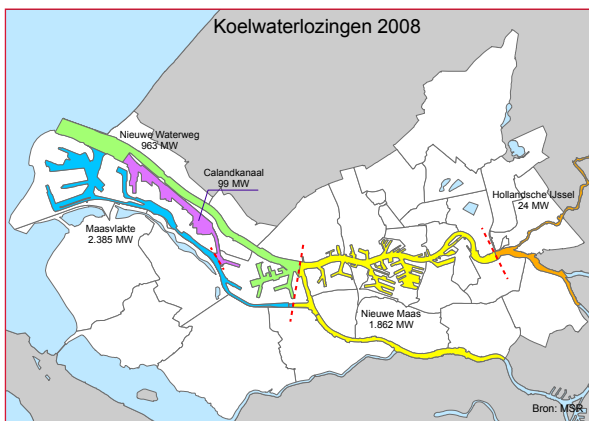 Koelwaterlozingen 2008
Nieuwe Waterweg
963 MW
Calandkanaal
99 MW
Hollandsche IJssel
24 MW
Maasvlakte
2.385 MW
Nieuwe Maas
1.862 MW
Bron: MSR